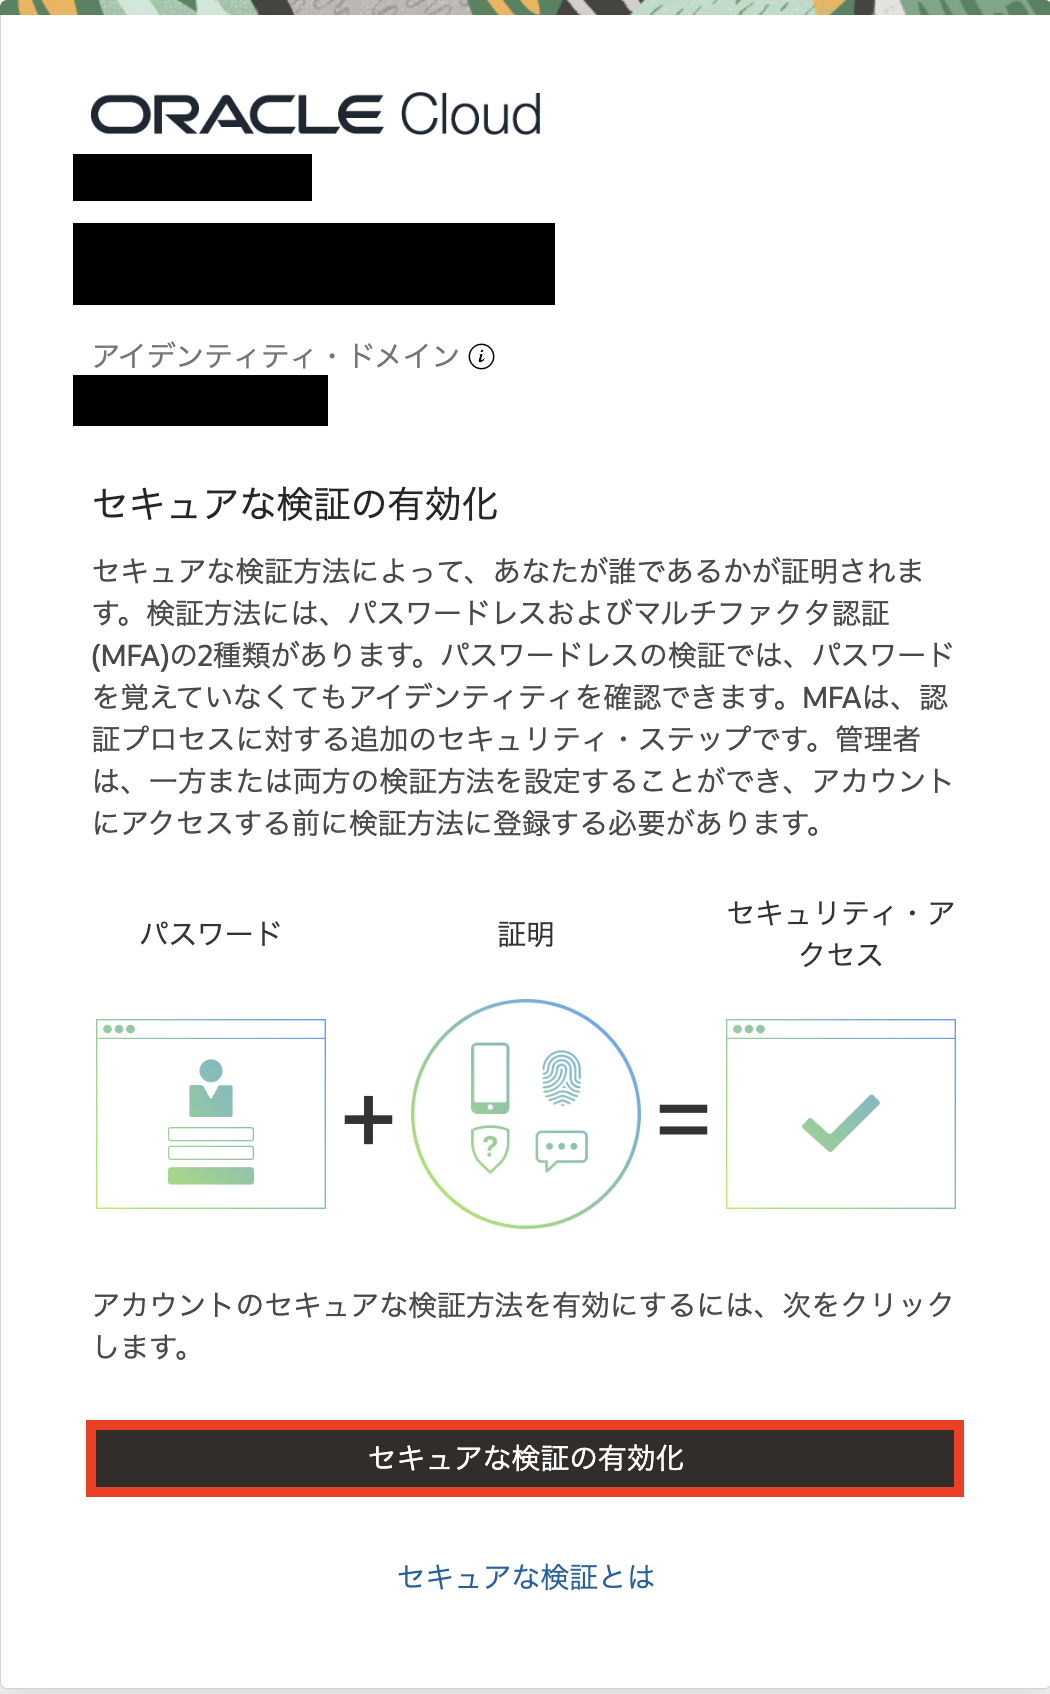 ORACLE Cloud
アイデンティティ・ドメイン i
セキュアな検証の有効化
セキュアな検証方法によって、あなたが誰であるかが証明されま
す。検証方法には、パスワードレスおよびマルチファクタ認証
(MFA)の2種類があります。パスワードレスの検証では、パスワード
を覚えていなくてもアイデンティティを確認できます。MFAは、認
証プロセスに対する追加のセキュリティ・ステップです。管理者
は、一方または両方の検証方法を設定することができ、アカウント
にアクセスする前に検証方法に登録する必要があります。
パスワード
証明
セキュリティ・ア
クセス
?
アカウントのセキュアな検証方法を有効にするには、次をクリック
します。
セキュアな検証の有効化
セキュアな検証とは